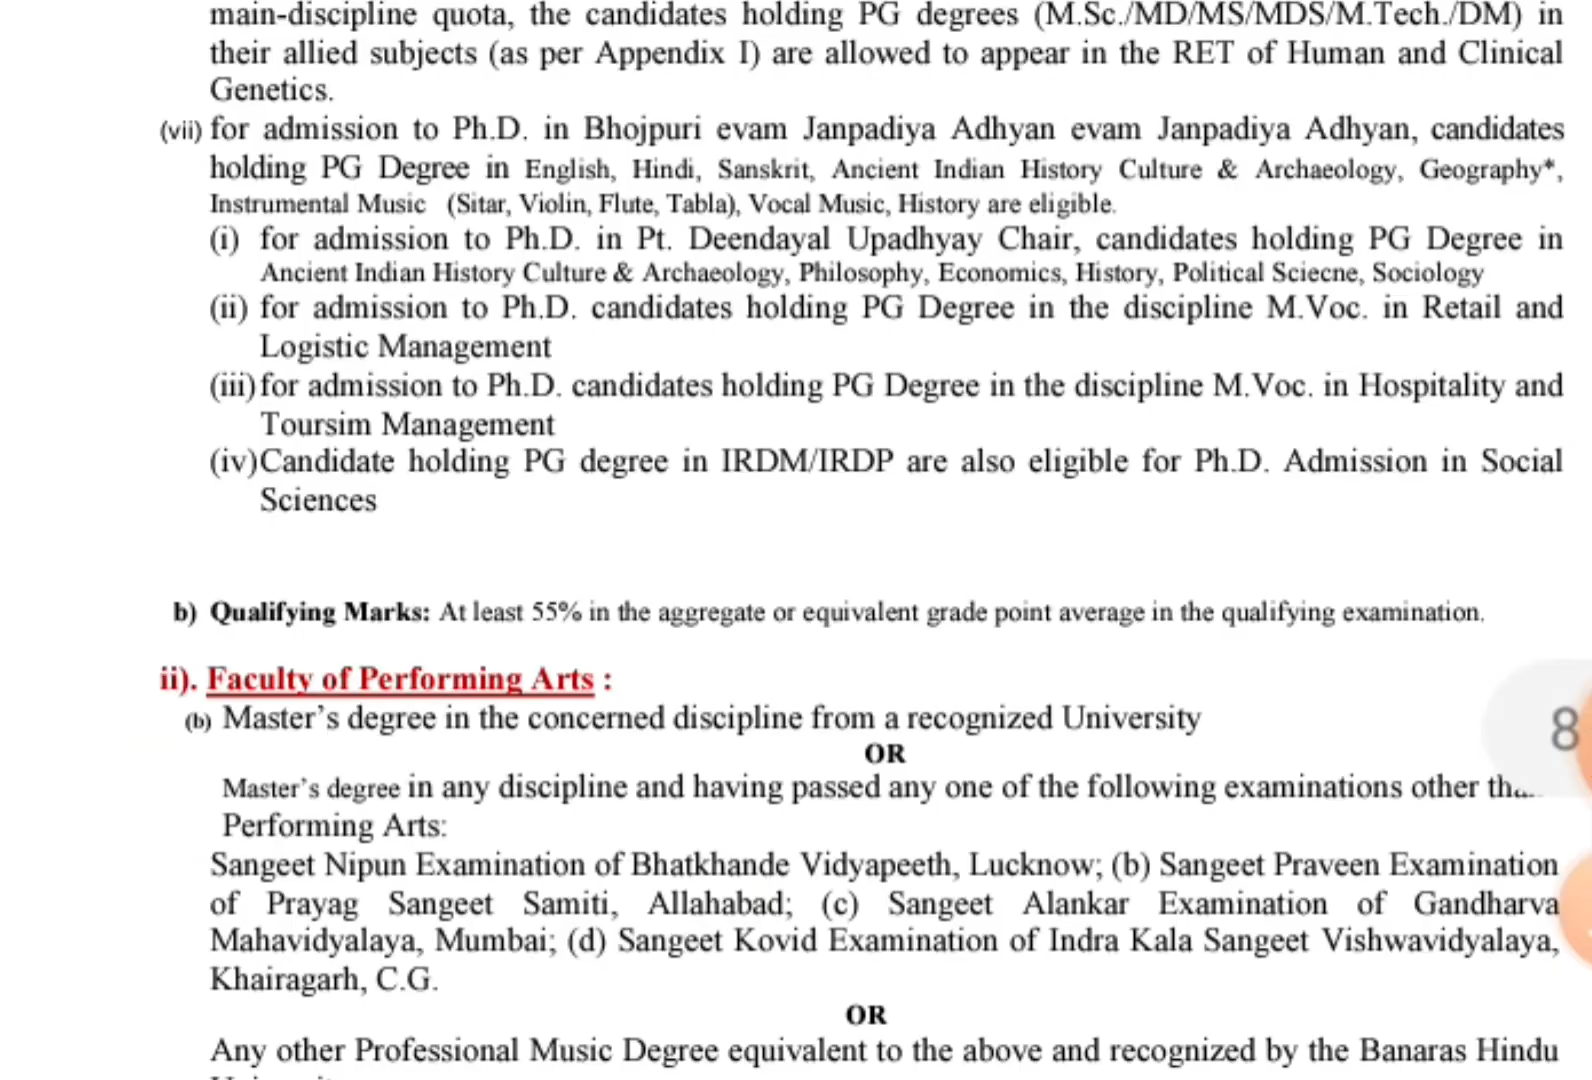 main-discipline quota, the candidates holding PG degrees (M.Sc./MD/MS/MDS/M.Tech./DM) in
their allied subjects (as per Appendix I) are allowed to appear in the RET of Human and Clinical
Genetics.
(vii) for admission to Ph.D. in Bhojpuri evam Janpadiya Adhyan evam Janpadiya Adhyan, candidates
holding PG Degree in English, Hindi, Sanskrit, Ancient Indian History Culture & Archaeology, Geography*,
Instrumental Music (Sitar, Violin, Flute, Tabla), Vocal Music, History are eligible.
(i) for admission to Ph.D. in Pt. Deendayal Upadhyay Chair, candidates holding PG Degree in
Ancient Indian History Culture & Archaeology, Philosophy, Economics, History, Political Sciecne, Sociology
(ii) for admission to Ph.D. candidates holding PG Degree in the discipline M.Voc. in Retail and
Logistic Management
(iii) for admission to Ph.D. candidates holding PG Degree in the discipline M.Voc. in Hospitality and
Toursim Management
(iv)Candidate holding PG degree in IRDM/IRDP are also eligible for Ph.D. Admission in Social
Sciences
b) Qualifying Marks: At least 55% in the aggregate or equivalent grade point average in the qualifying examination.
ii). Faculty of Performing Arts :
(b) Master's degree in the concerned discipline from a recognized University
8
OR
Master's degree in any discipline and having passed any one of the following examinations other
Performing Arts:
Sangeet Nipun Examination of Bhatkhande Vidyapeeth, Lucknow; (b) Sangeet Praveen Examination
of Prayag Sangeet Samiti, Allahabad; (c) Sangeet Alankar Examination of Gandharva
Mahavidyalaya, Mumbai; (d) Sangeet Kovid Examination of Indra Kala Sangeet Vishwavidyalaya,
Khairagarh, C.G.
OR
Any other Professional Music Degree equivalent to the above and recognized by the Banaras Hindu